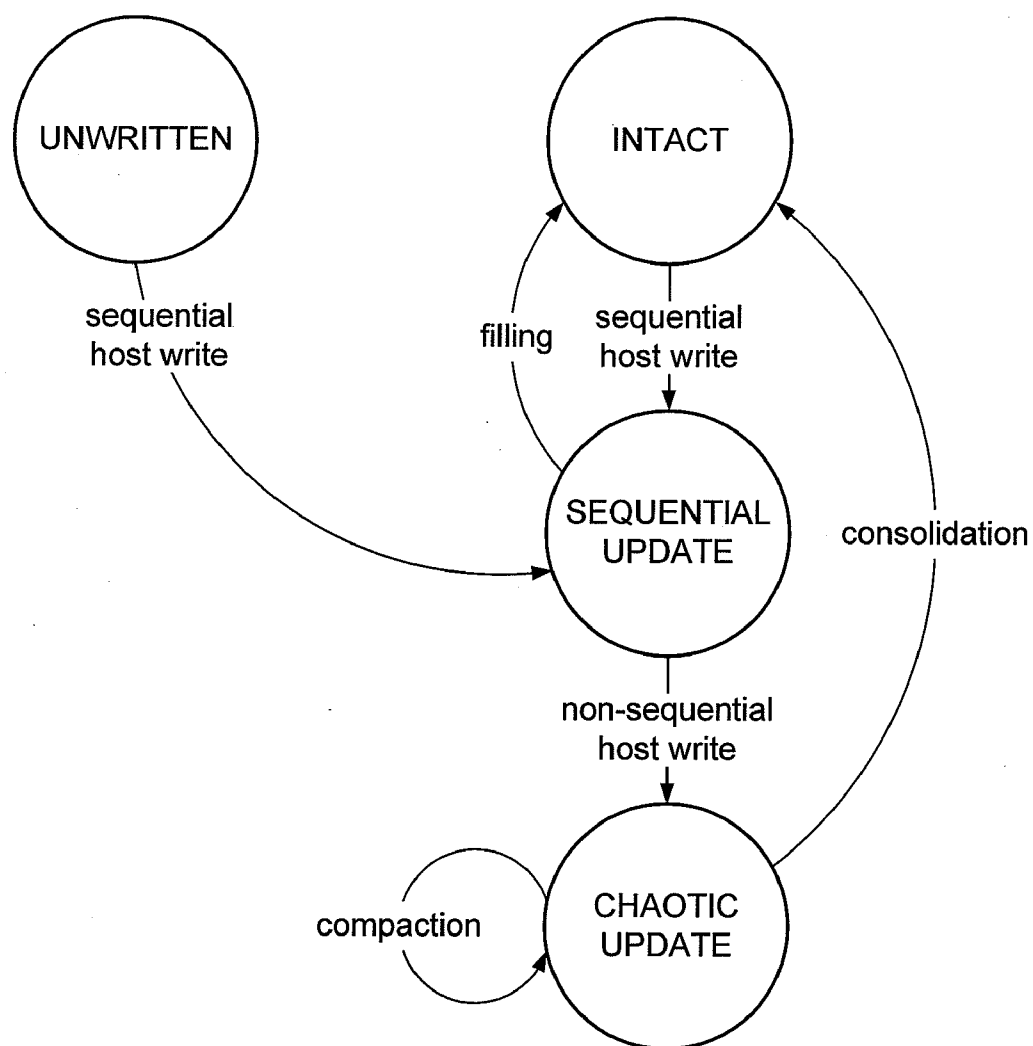 UNWRITTEN
INTACT
sequential
host write
filling
sequential
host write
SEQUENTIAL
UPDATE
consolidation
non-sequential
host write
compaction
CHAOTIC
UPDATE